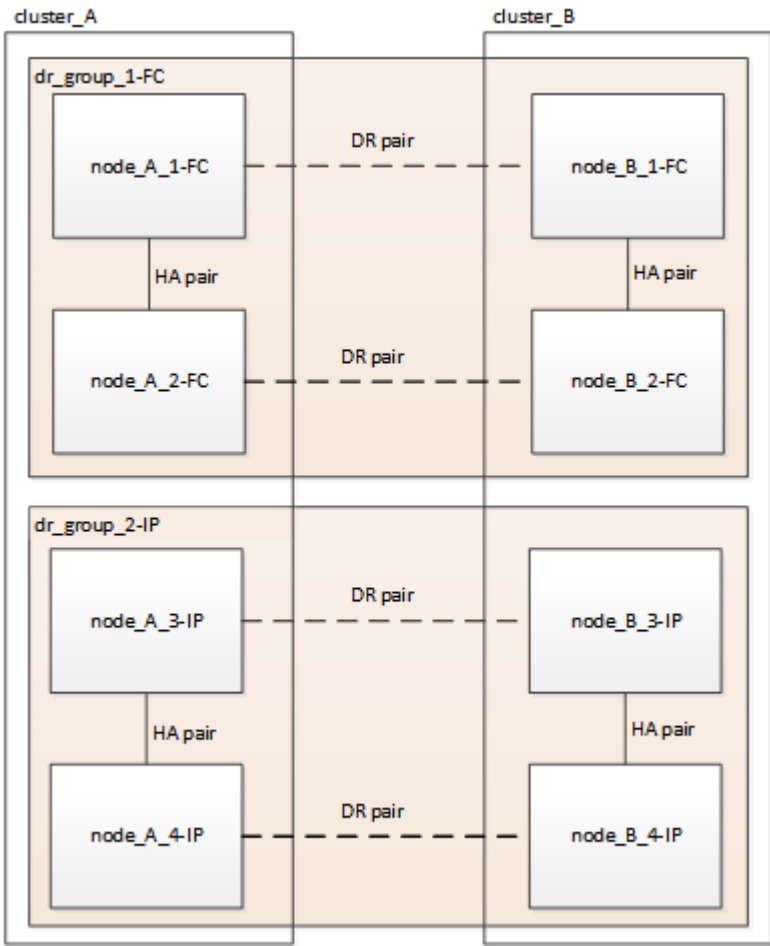 cluster_A
cluster_B
dr_group_1-FC
node_A_1-FC
DR pair
node_B_1-FC
HA pair
HA pair
node_A_2-FC
DR pair
node_B_2-FC
dr_group_2-IP
node_A_3-IP
DR pair
node_B_3-IP
HA pair
HA pair
node_A_4-IP
DR pair
node_B_4-IP